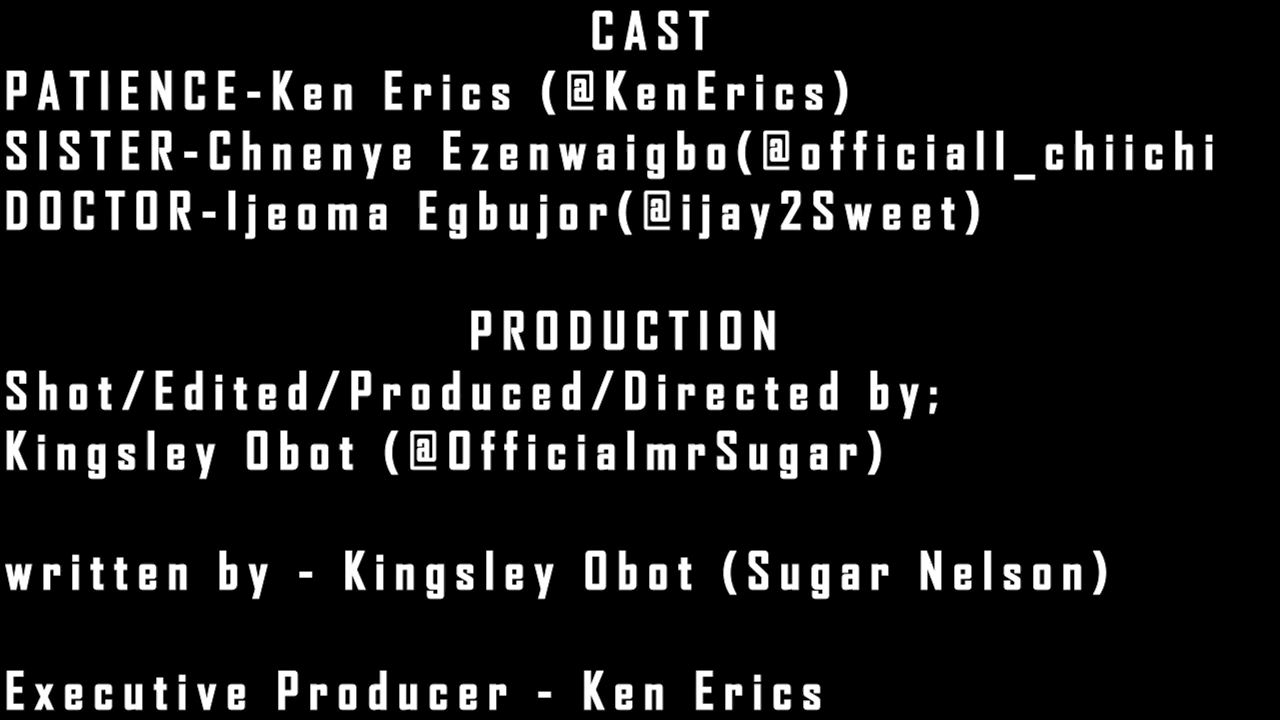 CAST
PATIENCE-Ken Erics (@KenErics)
SISTER-Chnenye Ezenwaigbo(@officiall_chiichi
DOCTOR-Ijeoma Egbujor(@ijay2Sweet)
PRODUCTION
Shot/Edited/Produced/Directed by;
Kingsley Obot (@OfficialmrSugar)
written by - Kingsley Obot (Sugar Nelson)
Executive Producer - Ken Erics